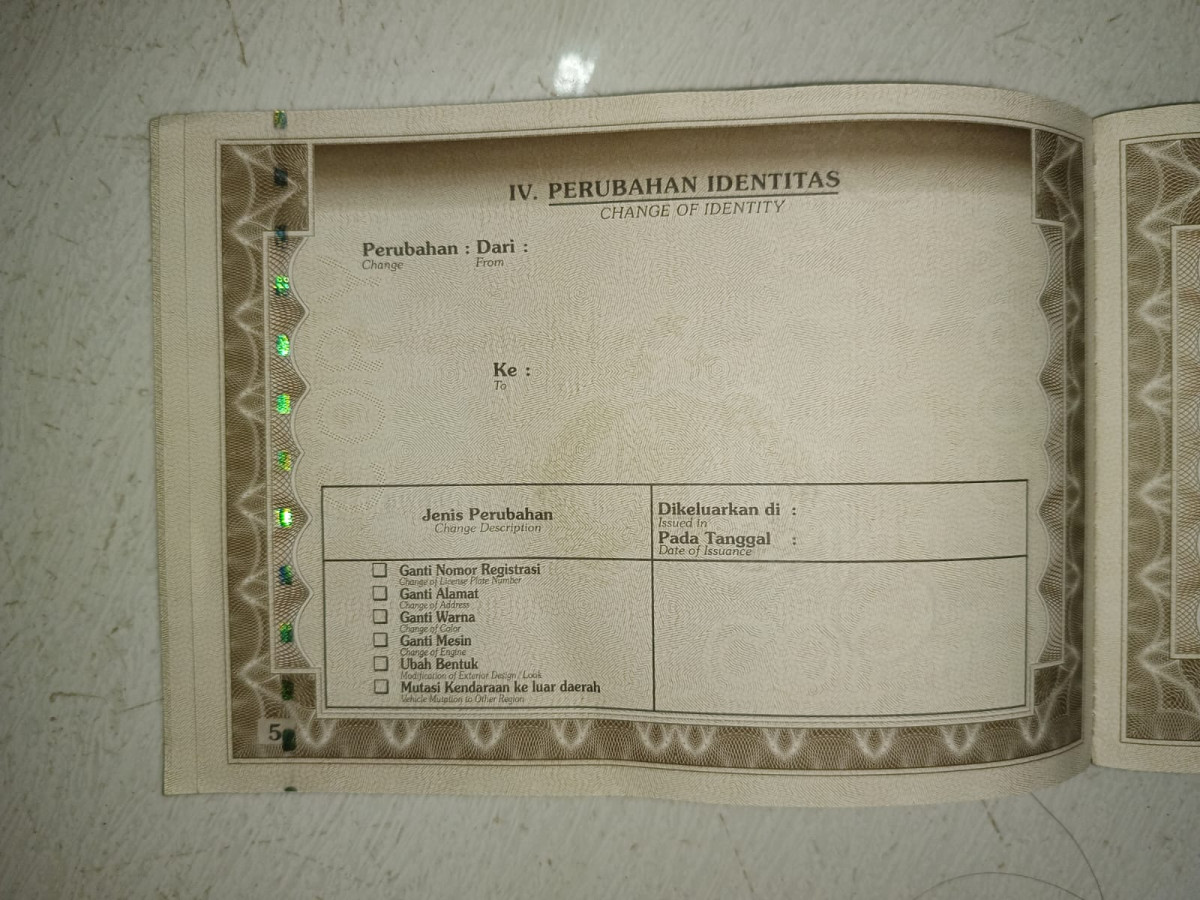 IV. PERUBAHAN IDENTITAS
CHANGE OF IDENTITY
Perubahan : Dari :
Change From
Ke :
To
Jenis Perubahan
Change Description
Dikeluarkan di :
Issued In
Pada Tanggal :
Date of Issuance
Ganti Nomor Registrasi
Change of License Plate Number
Ganti Alamat
Change of Address
Ganti Warna
Change of Color
Ganti Mesin
Change of Engine
Ubah Bentuk
Modification of Exterior Design / Look
Mutasi Kendaraan ke luar daerah
Vehicle Mutation to Other Region
5
COPY